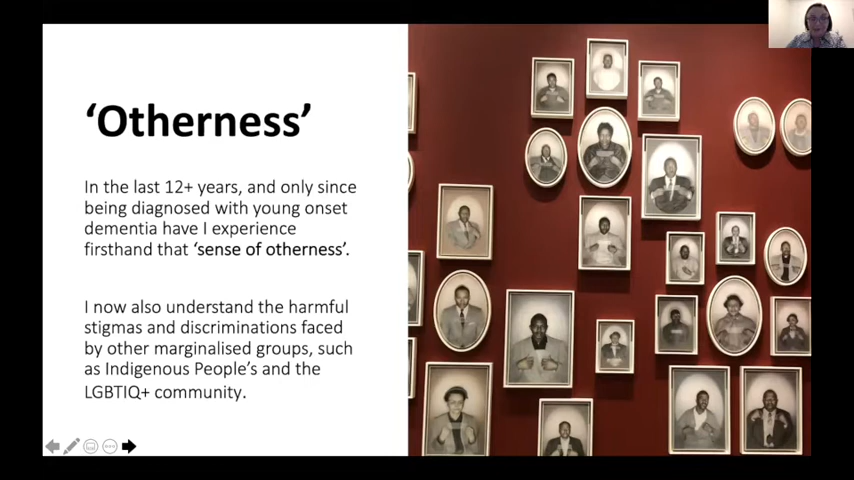 ‘Otherness’
In the last 12+ years, and only since
being diagnosed with young onset
dementia have I experience
firsthand that ‘sense of otherness’.
I now also understand the harmful
stigmas and discriminations faced
by other marginalised groups, such
as Indigenous People’s and the
LGBTIQ+ community.